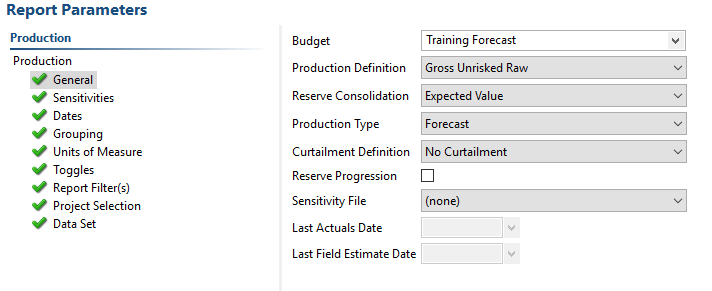 Report Parameters
Production
Production
General
Sensitivities
Dates
Grouping
Units of Measure
Toggles
Report Filter(s)
Project Selection
Data Set
Budget Training Forecast
Production Definition Gross Unrisked Raw
Reserve Consolidation Expected Value
Production Type Forecast
Curtailment Definition No Curtailment
Reserve Progression
Sensitivity File (none)
Last Actuals Date
Last Field Estimate Date